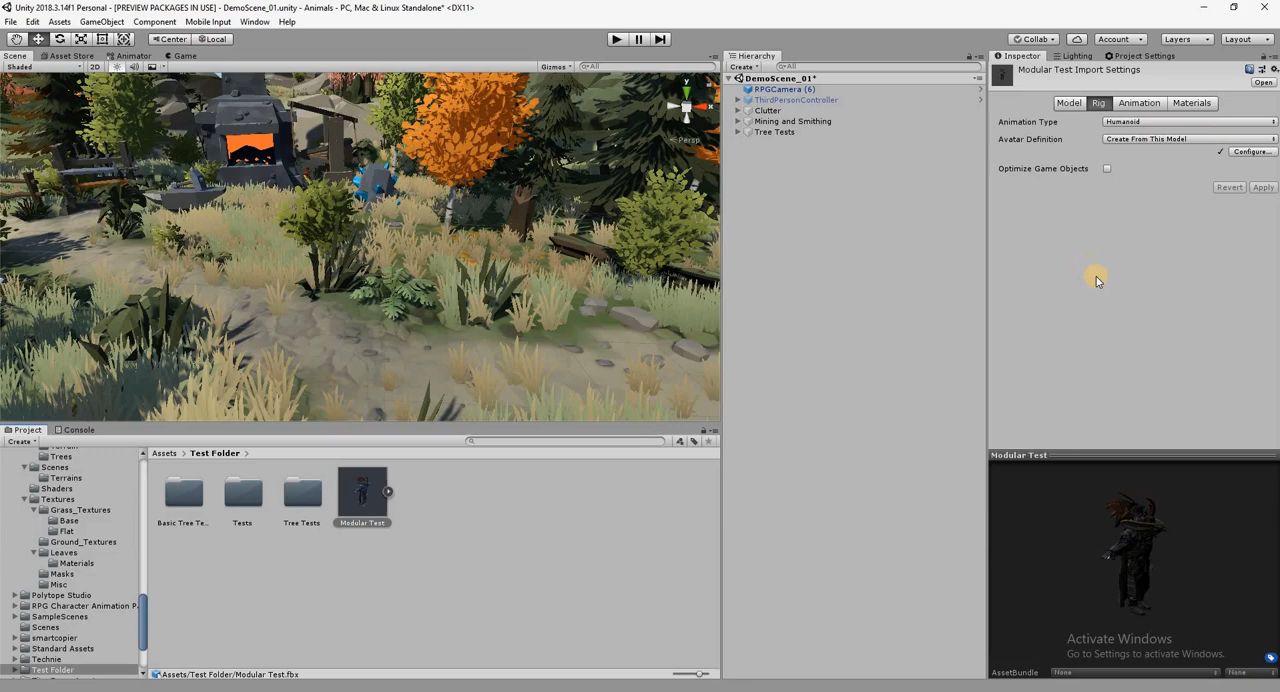 Unity 2018.3.14f1 Personal - [PREVIEW PACKAGES IN USE] - DemoScene_01.unity - Animals - PC, Mac & Linux Standalone* <DX11>
File Edit Assets GameObject Component Mobile Input Window Help
Center Local Collab Account Layers Layout
Scene Asset Store Animator Game
Shaded 2D Gizmos All
y
x
Persp
Hierarchy
Create All
DemoScene_01*
RPGCamera (6)
ThirdPersonController
Clutter
Mining and Smithing
Tree Tests
Inspector Lighting Project Settings
Modular Test Import Settings
Open
Model Rig Animation Materials
Animation Type Humanoid
Avatar Definition Create From This Model
Configure...
Optimize Game Objects
Revert Apply
Project Console
Create
Trees
Scenes
Terrains
Shaders
Textures
Grass_Textures
Base
Flat
Ground_Textures
Leaves
Materials
Masks
Misc
Polytope Studio
RPG Character Animation P
SampleScenes
Scenes
smartcopier
Standard Assets
Technie
Test Folder
Assets > Test Folder >
Basic Tree Te... Tests Tree Tests Modular Test
Assets/Test Folder/Modular Test.fbx
Modular Test
Activate Windows
Go to Settings to activate Windows.
AssetBundle None None